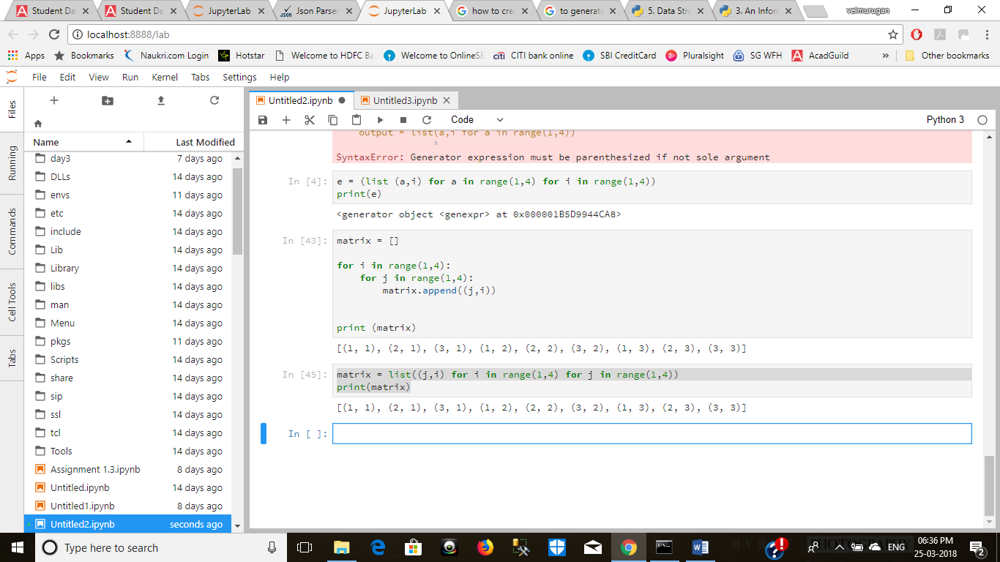 Student Da
Student Da
JupyterLab
Json Parser
JupyterLab
how to cre
to generate
5. Data Stru
3. An Inforr
velmurugan
localhost:8888/lab
Apps
Bookmarks
Naukri.com Login
Hotstar
Welcome to HDFC Ba
Welcome to OnlineSB
CITI bank online
SBI CreditCard
Pluralsight
SG WFH
AcadGuild
»
Other bookmarks
File Edit View Run Kernel Tabs Settings Help
Files
Running
Commands
Cell Tools
Tabs
Name Last Modified
day3 7 days ago
DLLs 14 days ago
envs 11 days ago
etc 14 days ago
include 14 days ago
Lib 14 days ago
Library 14 days ago
libs 14 days ago
man 14 days ago
Menu 14 days ago
pkgs 11 days ago
Scripts 14 days ago
share 14 days ago
sip 14 days ago
ssl 14 days ago
tcl 14 days ago
Tools 14 days ago
Assignment 1.3.ipynb 8 days ago
Untitled.ipynb 14 days ago
Untitled1.ipynb 8 days ago
Untitled2.ipynb seconds ago
Untitled2.ipynb
Untitled3.ipynb
Code
Python 3
output = list(a,i for a in range(1,4))
^
SyntaxError: Generator expression must be parenthesized if not sole argument
In [4]: e = (list (a,i) for a in range(1,4) for i in range(1,4))
print(e)
<generator object <genexpr> at 0x000001B5D9944CA8>
In [43]: matrix = []
for i in range(1,4):
for j in range(1,4):
matrix.append((j,i))
print (matrix)
[(1, 1), (2, 1), (3, 1), (1, 2), (2, 2), (3, 2), (1, 3), (2, 3), (3, 3)]
In [45]: matrix = list((j,i) for i in range(1,4) for j in range(1,4))
print(matrix)
[(1, 1), (2, 1), (3, 1), (1, 2), (2, 2), (3, 2), (1, 3), (2, 3), (3, 3)]
In [ ]:
Type here to search
PHOTOGRAPHY
ENG
06:36 PM
25-03-2018
2